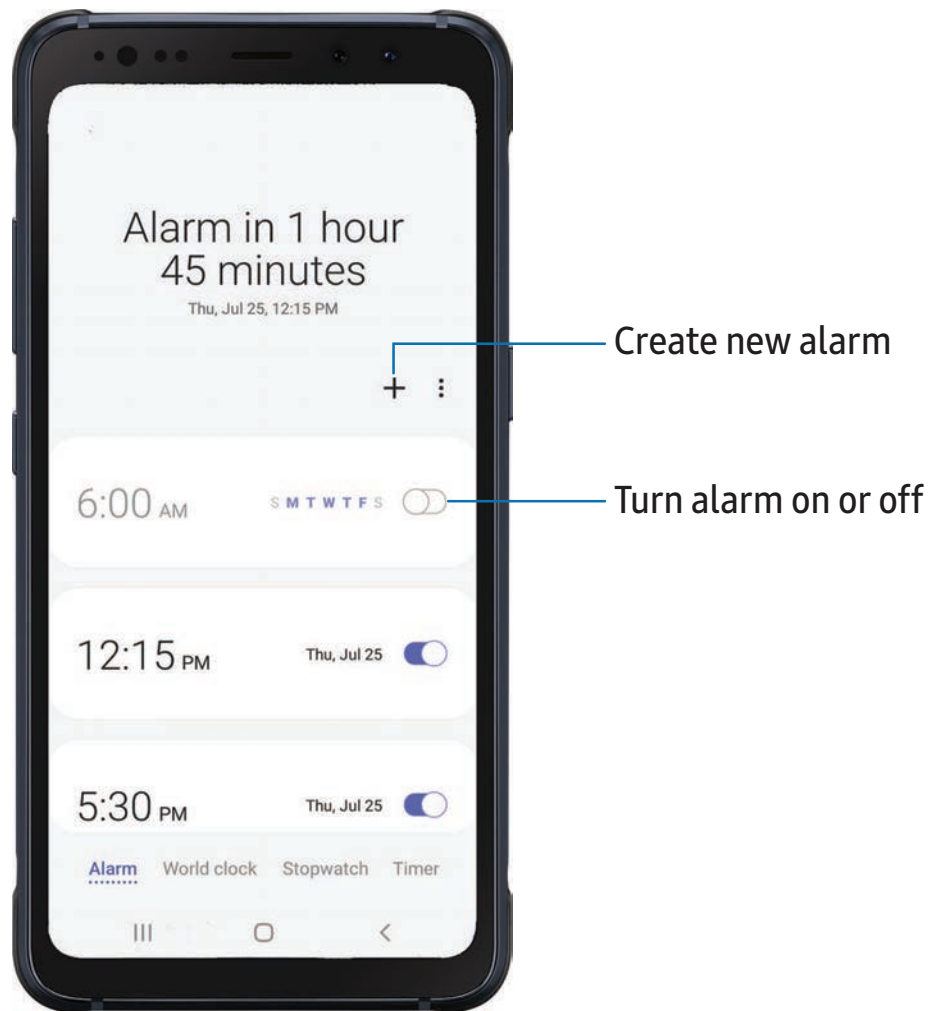 Alarm in 1 hour
45 minutes
Thu, Jul 25, 12:15 PM
Create new alarm
6:00 AM S M T W T F S
Turn alarm on or off
12:15 PM Thu, Jul 25
5:30 PM Thu, Jul 25
Alarm World clock Stopwatch Timer